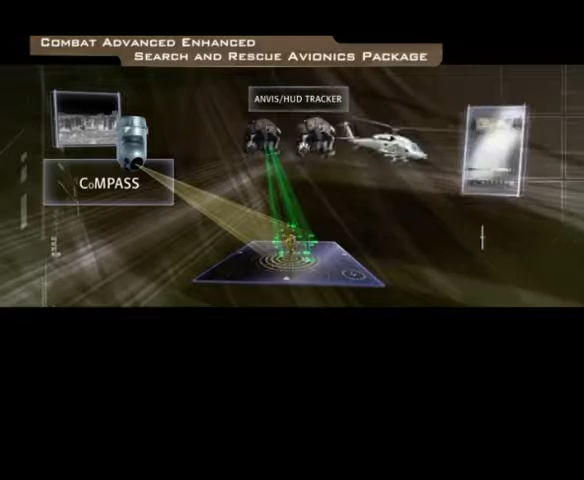 COMBAT ADVANCED ENHANCED
SEARCH AND RESCUE AVIONICS PACKAGE
ANVIS/HUD TRACKER
CoMPASS